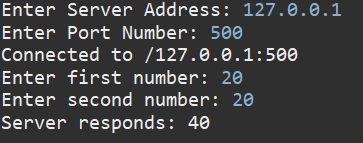 Enter Server Address: 127.0.0.1
Enter Port Number: 500
Connected to /127.0.0.1:500
Enter first number: 20
Enter second number: 20
Server responds: 40